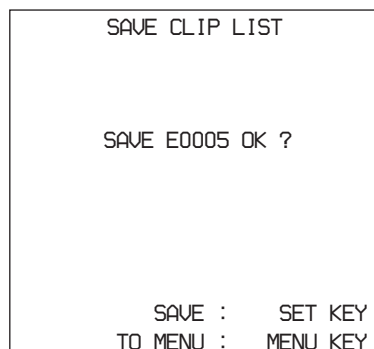 SAVE CLIP LIST
SAVE E0005 OK ?
SAVE : SET KEY
TO MENU : MENU KEY